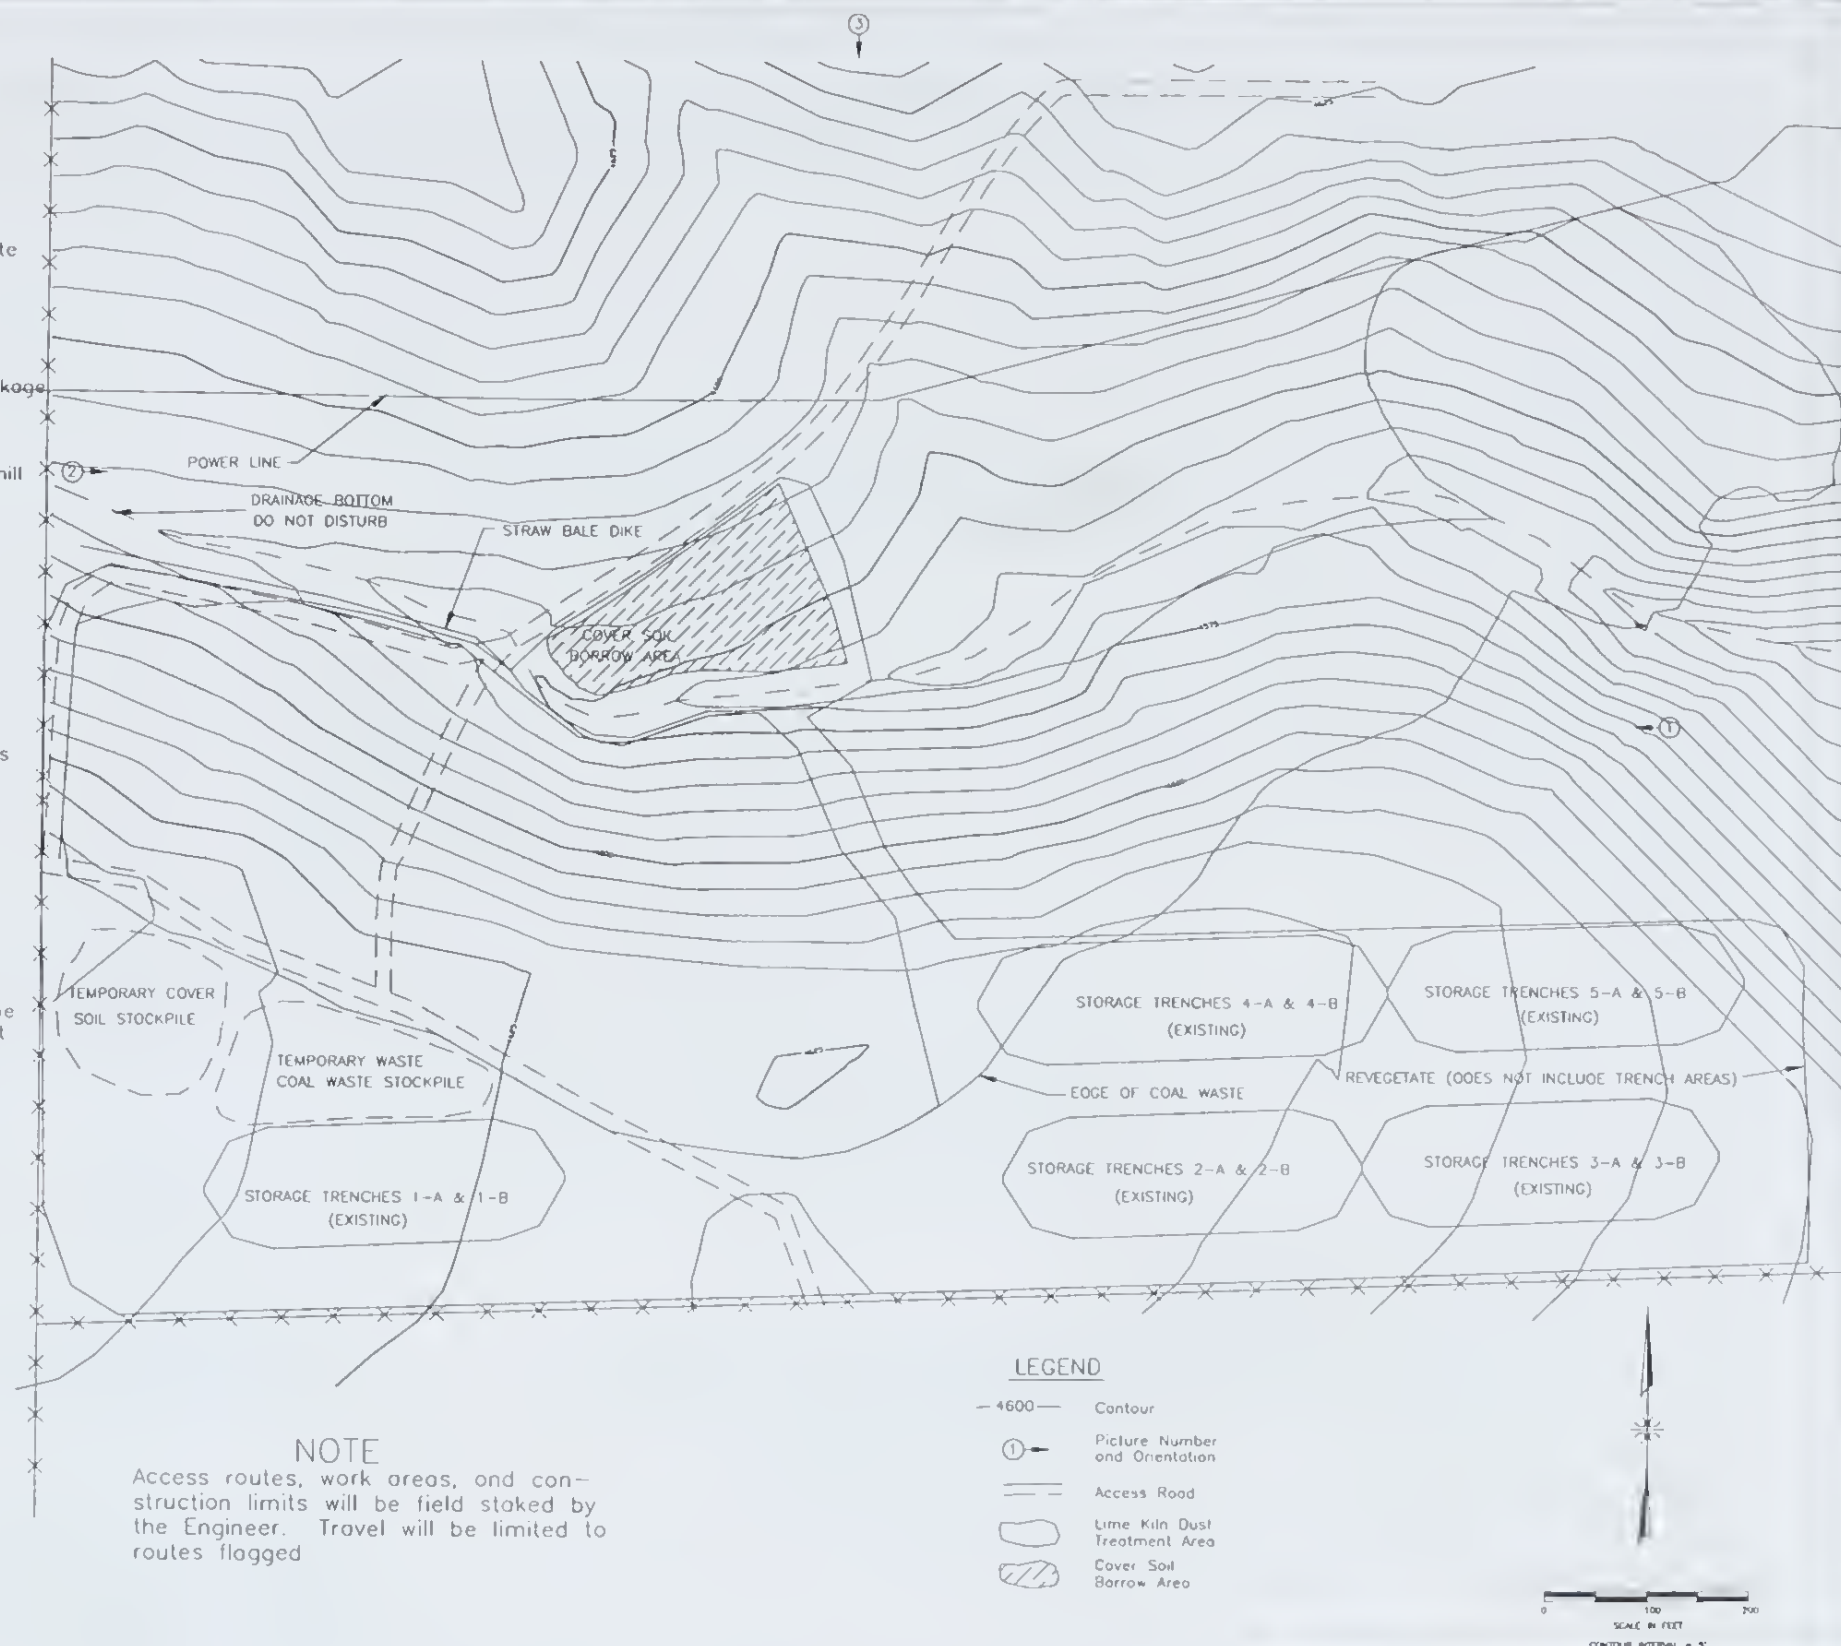 3
te
kage
2
hill
POWER LINE
DRAINAGE BOTTOM
DO NOT DISTURB
STRAW BALE DIKE
COVER SOIL
BORROW AREA
4575
1
s
e
t
TEMPORARY COVER
SOIL STOCKPILE
TEMPORARY WASTE
COAL WASTE STOCKPILE
STORAGE TRENCHES 4-A & 4-B
(EXISTING)
STORAGE TRENCHES 5-A & 5-B
(EXISTING)
EDGE OF COAL WASTE
REVEGETATE (DOES NOT INCLUDE TRENCH AREAS)
STORAGE TRENCHES 1-A & 1-B
(EXISTING)
STORAGE TRENCHES 2-A & 2-B
(EXISTING)
STORAGE TRENCHES 3-A & 3-B
(EXISTING)
NOTE
Access routes, work areas, and con-
struction limits will be field staked by
the Engineer. Travel will be limited to
routes flagged
LEGEND
4600 Contour
1 Picture Number
and Orientation
Access Road
Lime Kiln Dust
Treatment Area
Cover Soil
Borrow Area
0 100 200
SCALE IN FEET
CONTOUR INTERVAL = 5'